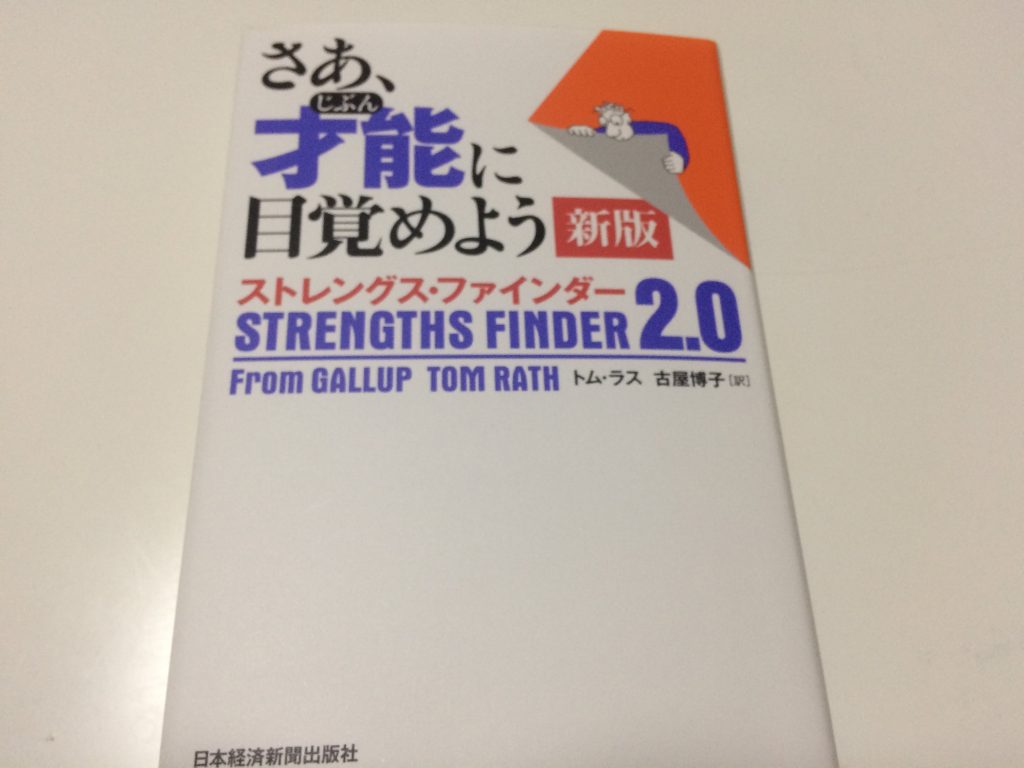 さあ、
じぶん
才能に
目覚めよう 新版
ストレングス・ファインダー
STRENGTHS FINDER 2.0
From GALLUP TOM RATH トム・ラス 古屋博子[訳]
日本経済新聞出版社